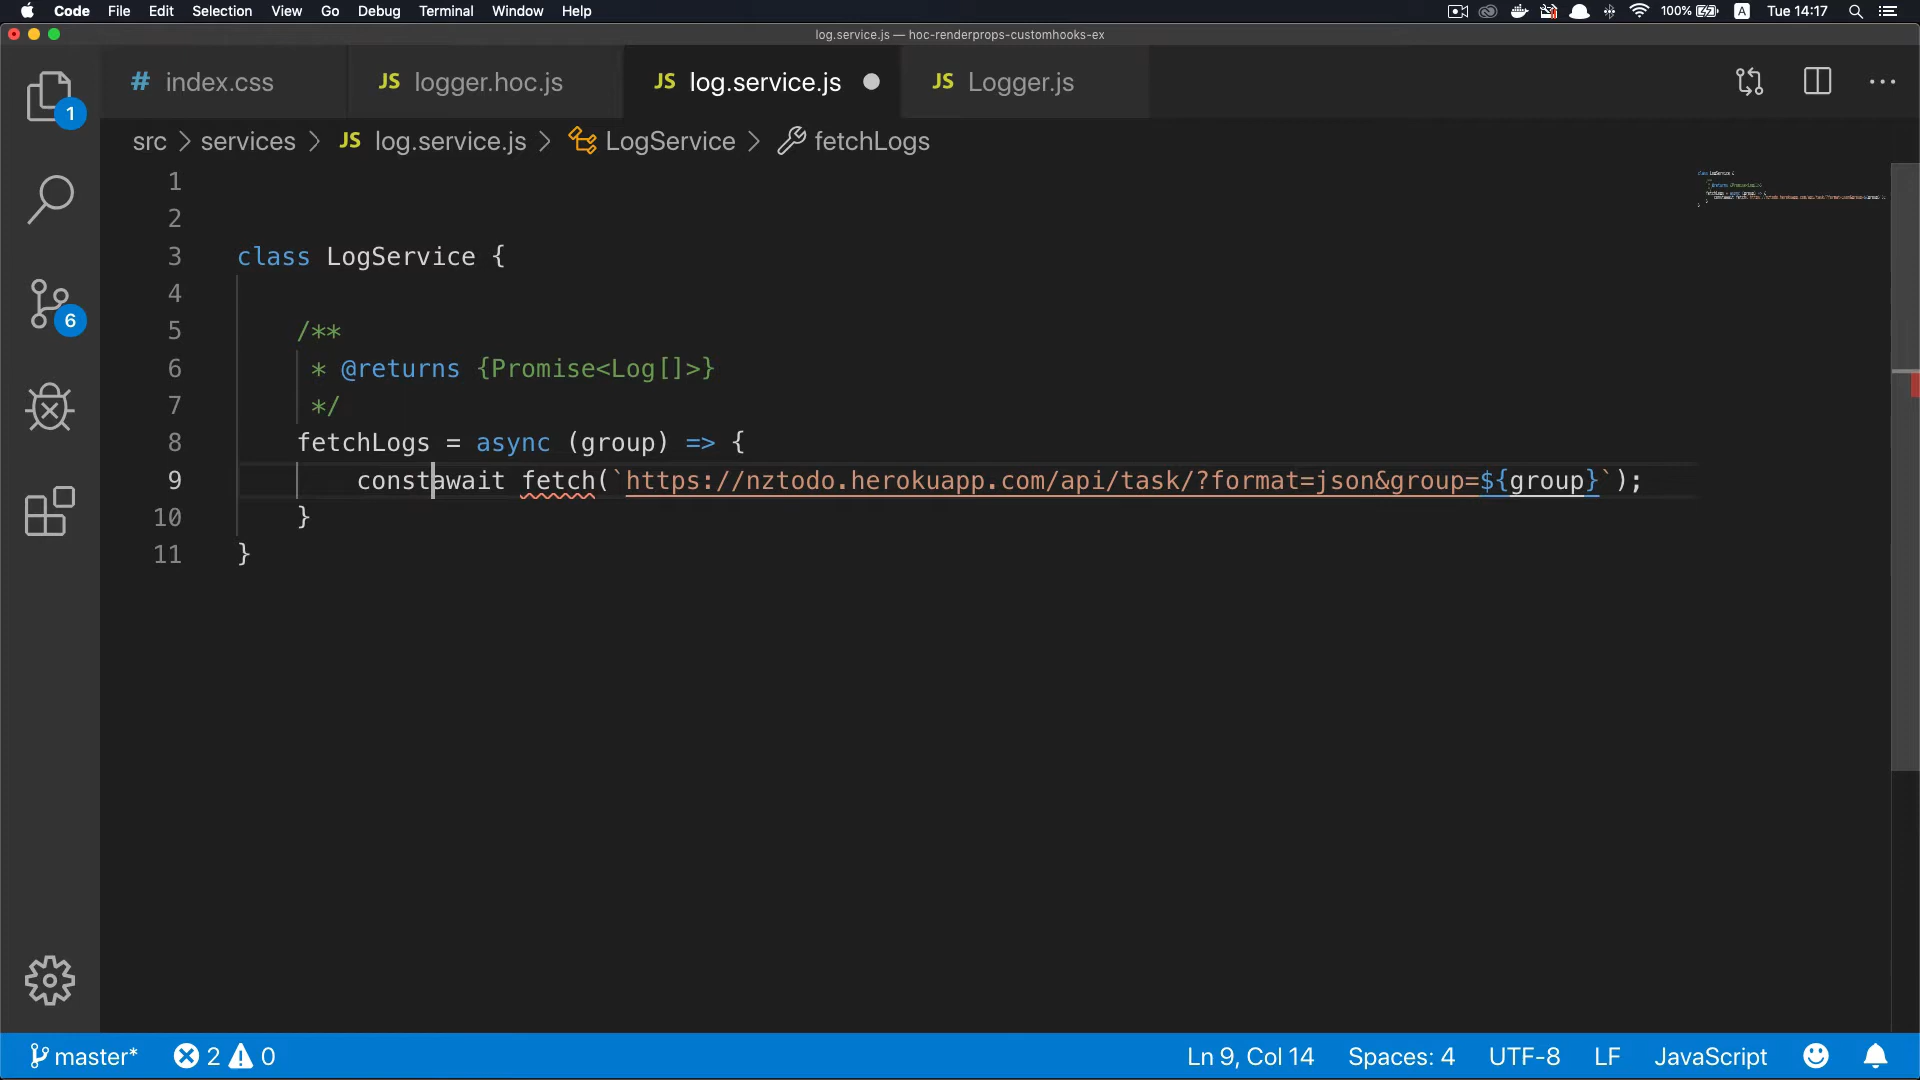 Code File Edit Selection View Go Debug Terminal Window Help 100% A Tue 14:17
log.service.js — hoc-renderprops-customhooks-ex
# index.css JS logger.hoc.js JS log.service.js JS Logger.js
1
src > services > JS log.service.js > LogService > fetchLogs
1
2
3 class LogService {
4
5 /**
6 * @returns {Promise<Log[]>}
7 */
8 fetchLogs = async (group) => {
9 constawait fetch(`https://nztodo.herokuapp.com/api/task/?format=json&group=${group}`);
10 }
11 }
6
master* 2 0 Ln 9, Col 14 Spaces: 4 UTF-8 LF JavaScript